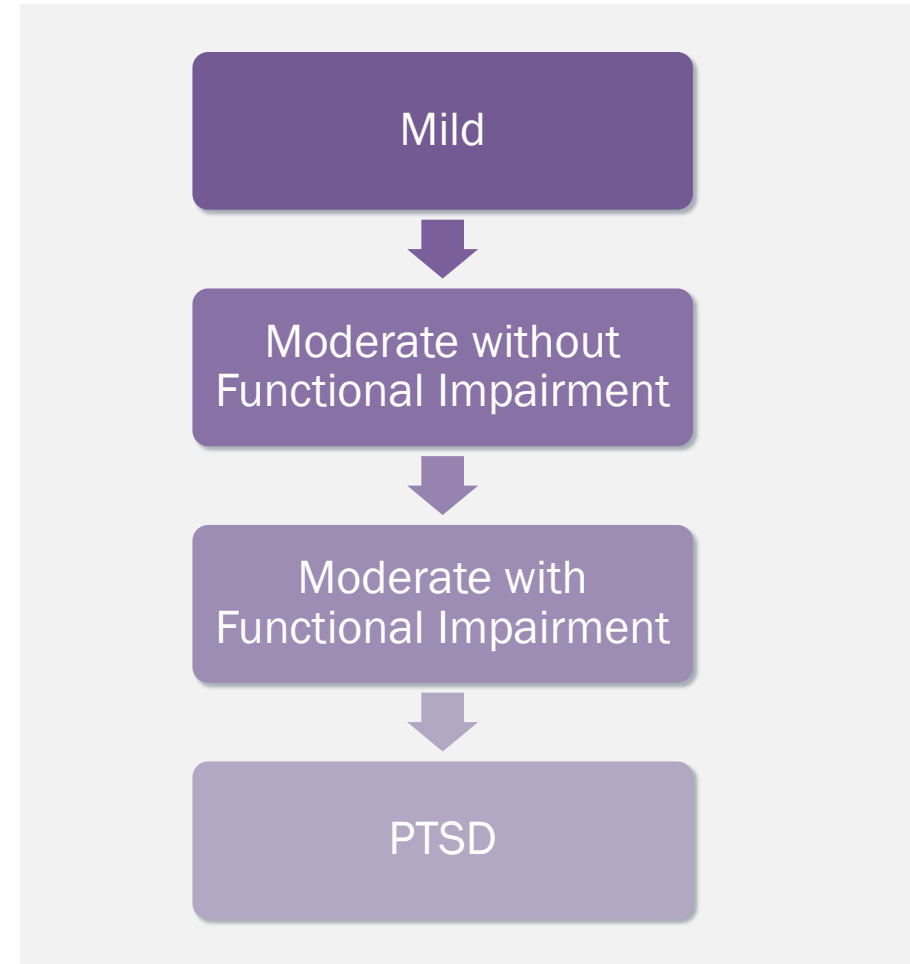 Mild
Moderate without
Functional Impairment
Moderate with
Functional Impairment
PTSD